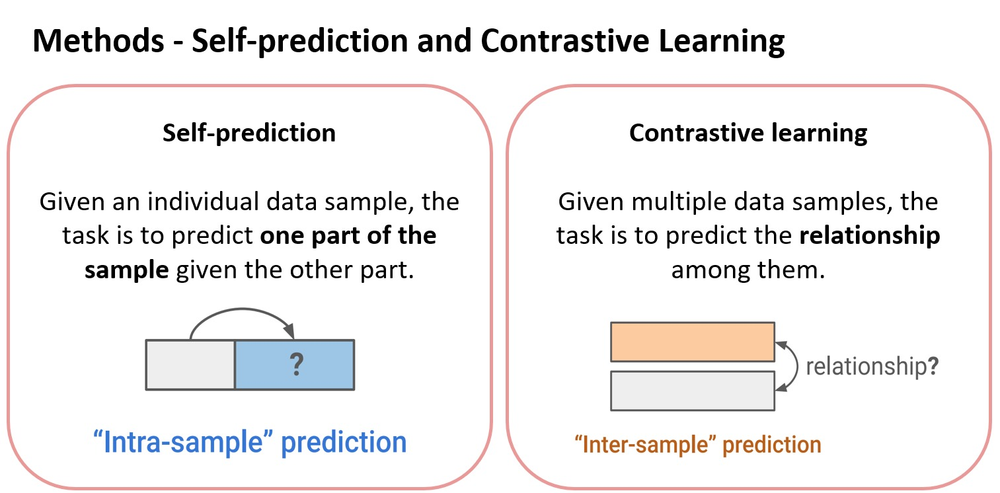 Methods - Self-prediction and Contrastive Learning
Self-prediction
Given an individual data sample, the
task is to predict one part of the
sample given the other part.
?
“Intra-sample” prediction
Contrastive learning
Given multiple data samples, the
task is to predict the relationship
among them.
relationship?
“Inter-sample” prediction